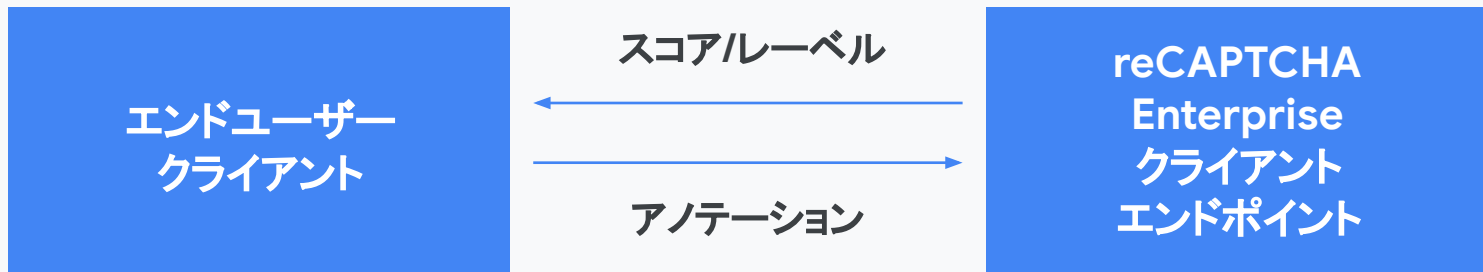 エンドユーザー
クライアント
スコア/レーベル
アノテーション
reCAPTCHA
Enterprise
クライアント
エンドポイント